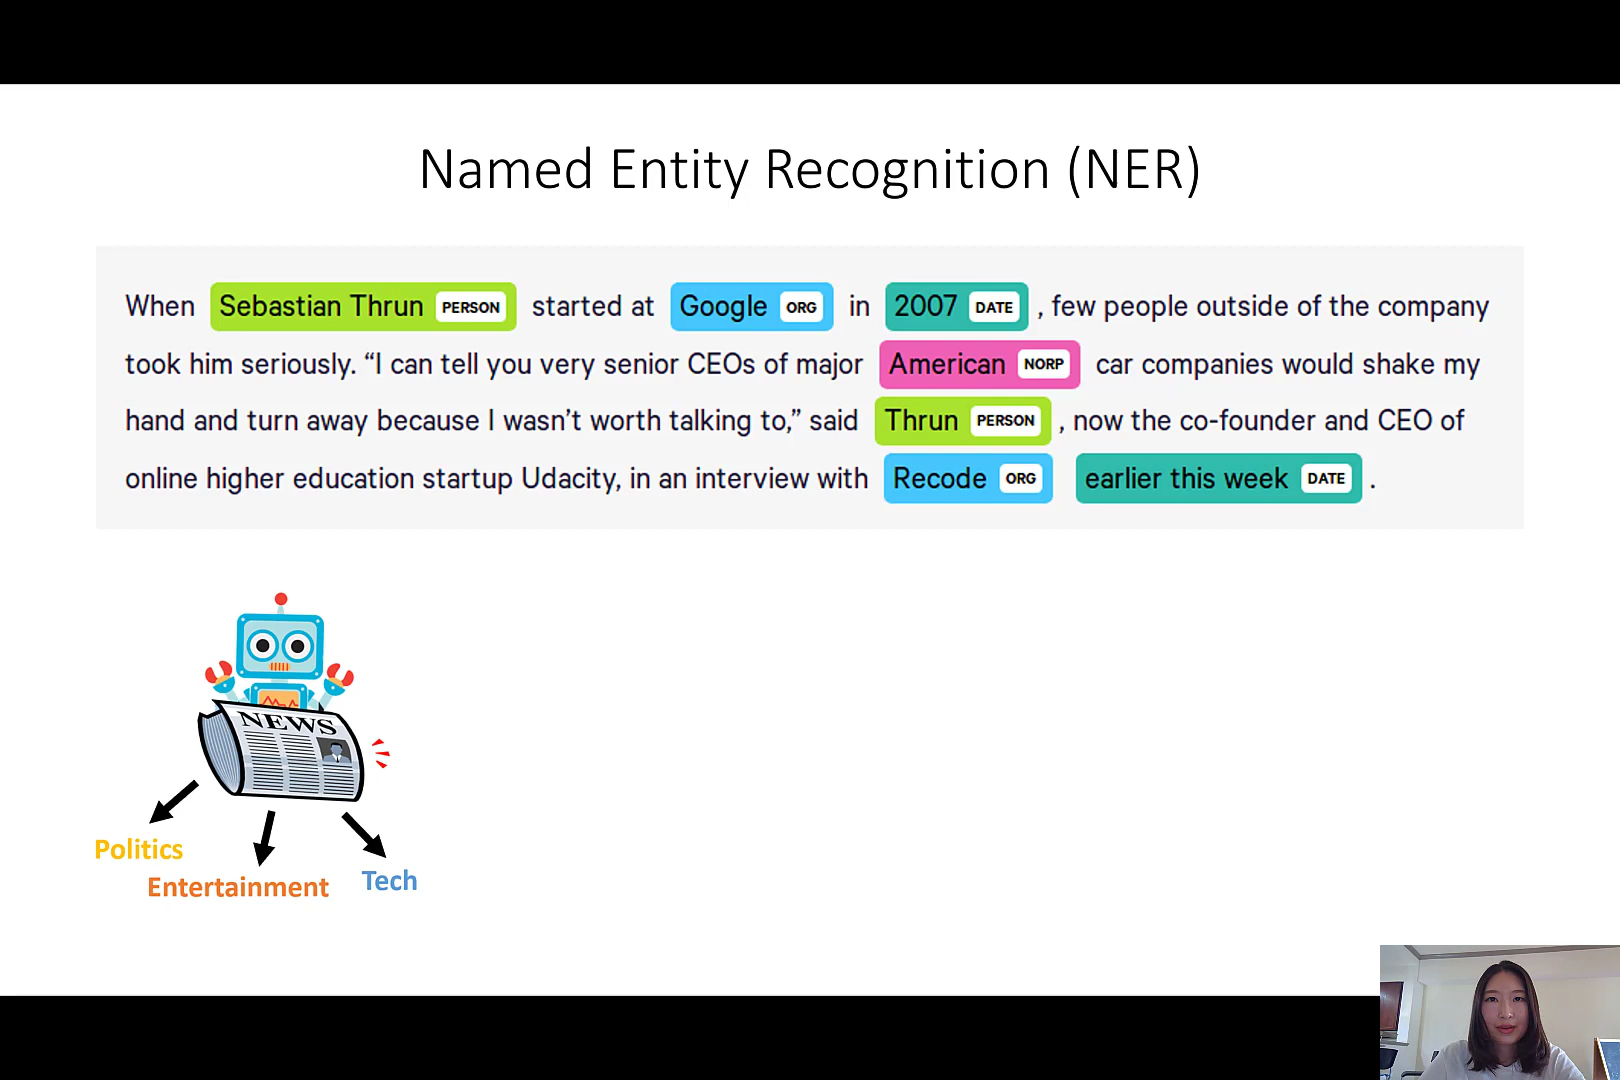 Named Entity Recognition (NER)
When Sebastian Thrun PERSON started at Google ORG in 2007 DATE , few people outside of the company
took him seriously. “I can tell you very senior CEOs of major American NORP car companies would shake my
hand and turn away because I wasn’t worth talking to,” said Thrun PERSON , now the co-founder and CEO of
online higher education startup Udacity, in an interview with Recode ORG earlier this week DATE .
NEWS
Politics
Entertainment
Tech